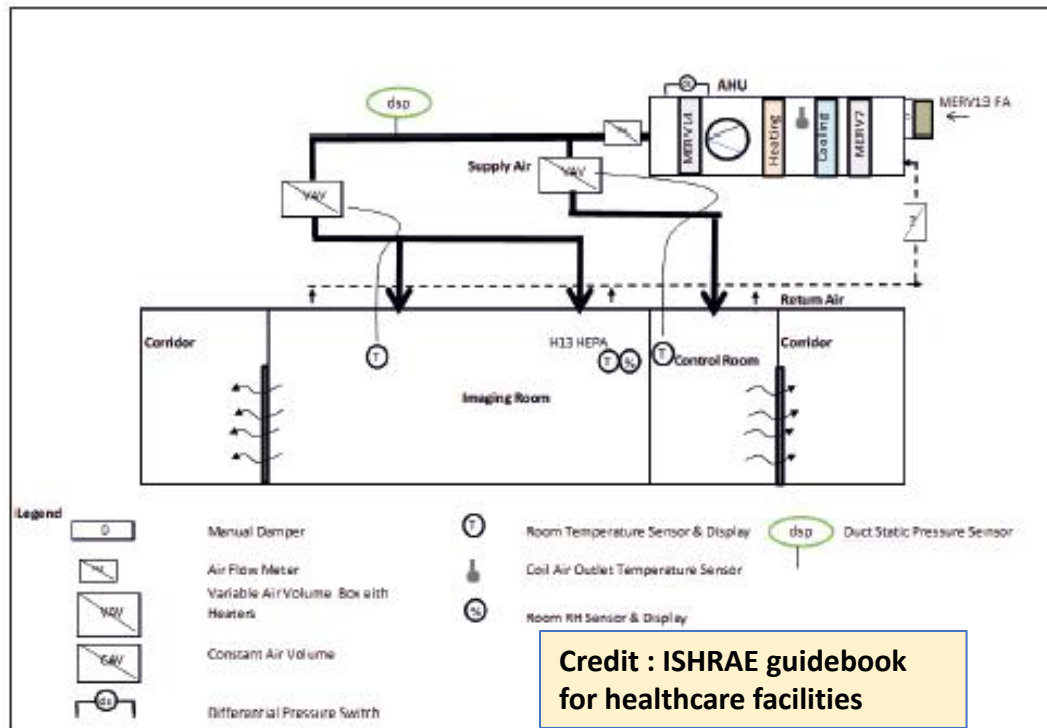 AHU
dsp
MERV13 FA
MERV14
Heating
Cooling
MERV7
Supply Air
VAV
VAV
Return Air
Corridor
T
H13 HEPA
T
%
T
Control Room
Corridor
Imaging Room
Legend
D
Manual Damper
Air Flow Meter
VAV
Variable Air Volume Box with
Heaters
CAV
Constant Air Volume
ds
Differential Pressure Switch
T
Room Temperature Sensor & Display
Coil Air Outlet Temperature Sensor
%
Room RH Sensor & Display
dsp
Duct Static Pressure Sensor
Credit : ISHRAE guidebook
for healthcare facilities